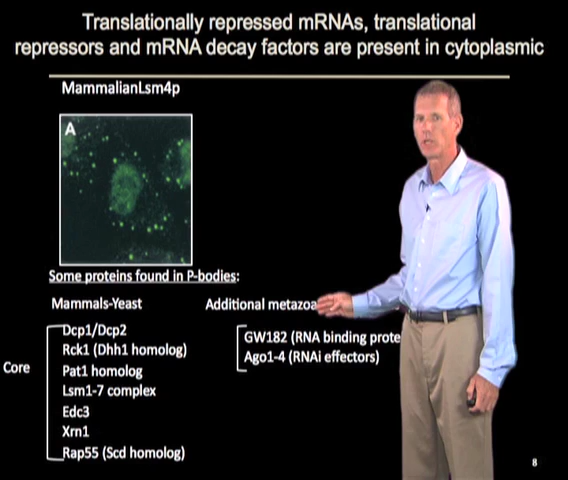 Translationally repressed mRNAs, translational
repressors and mRNA decay factors are present in cytoplasmic
MammalianLsm4p
A
Some proteins found in P-bodies:
Mammals-Yeast
Additional metazoa
Core
Dcp1/Dcp2
Rck1 (Dhh1 homolog)
Pat1 homolog
Lsm1-7 complex
Edc3
Xrn1
Rap55 (Scd homolog)
GW182 (RNA binding prote
Ago1-4 (RNAi effectors)
8